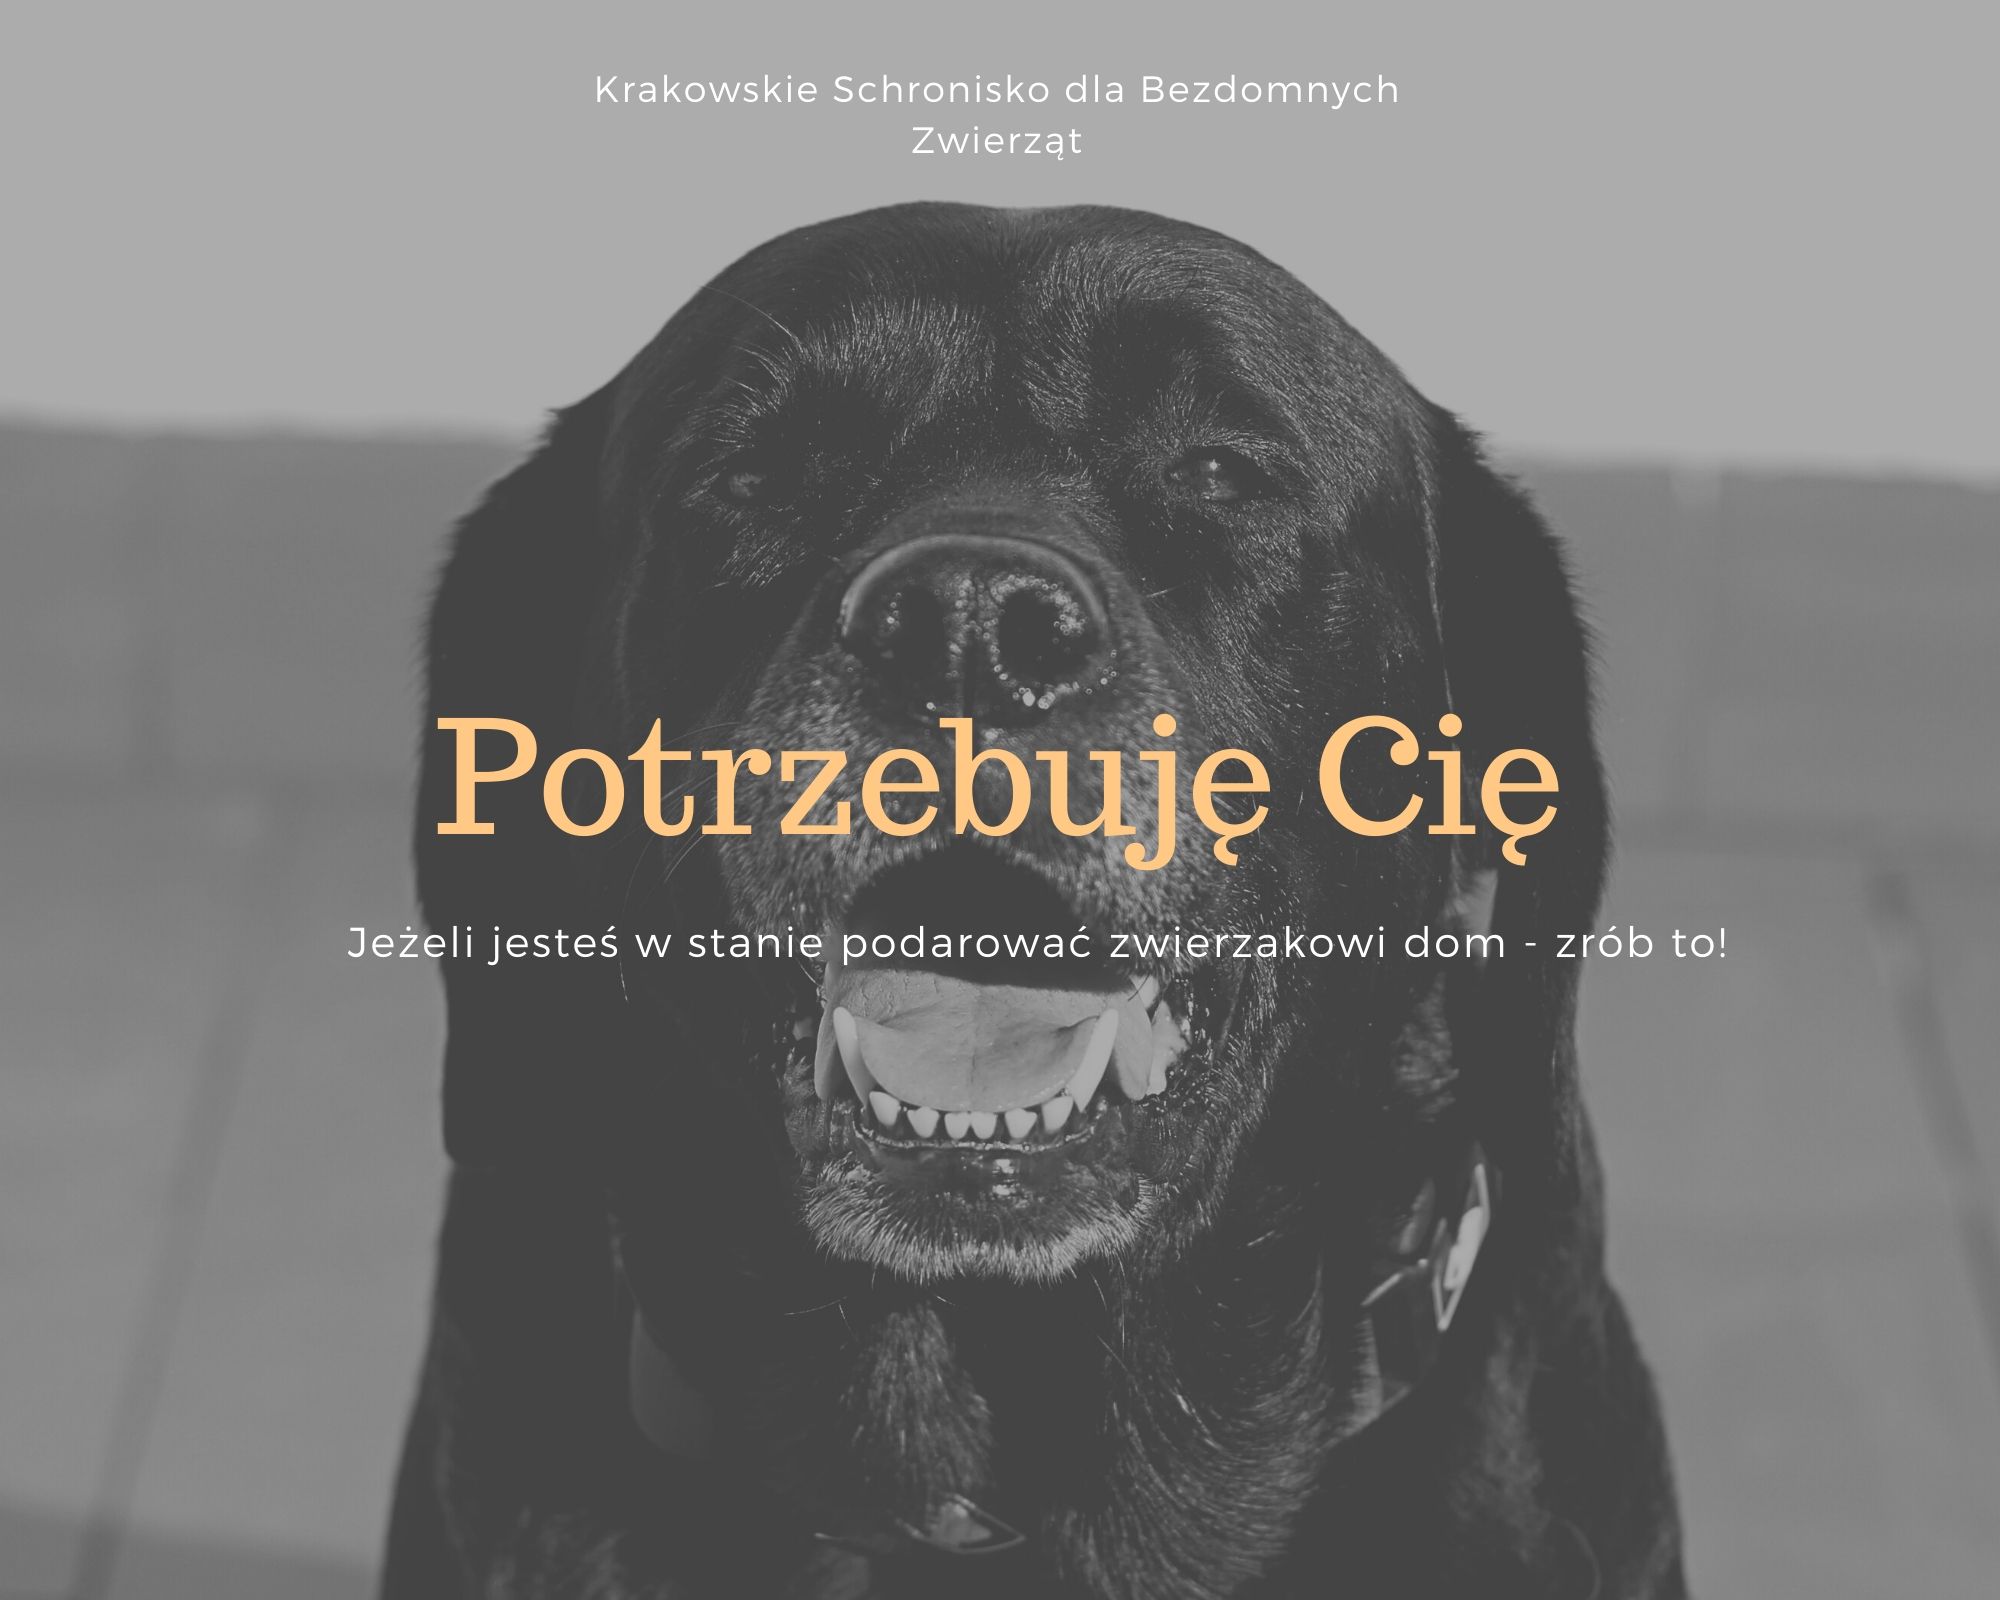 Krakowskie Schronisko dla Bezdomnych
Zwierząt
Potrzebuję Cię
Jeżeli jesteś w stanie podarować zwierzakowi dom - zrób to!